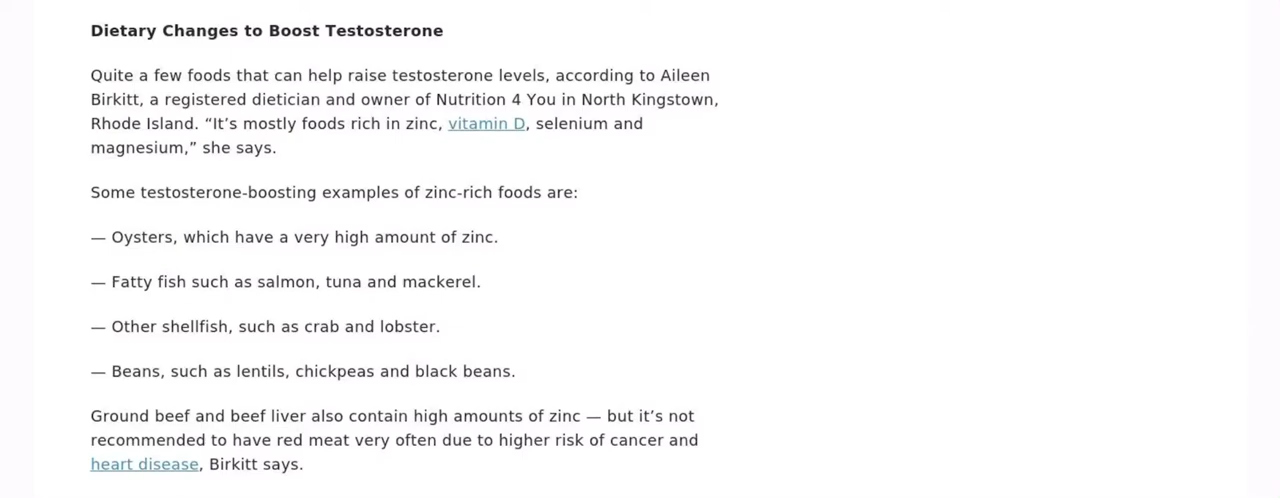 Dietary Changes to Boost Testosterone
Quite a few foods that can help raise testosterone levels, according to Aileen
Birkitt, a registered dietician and owner of Nutrition 4 You in North Kingstown,
Rhode Island. “It’s mostly foods rich in zinc, vitamin D, selenium and
magnesium,” she says.
Some testosterone-boosting examples of zinc-rich foods are:
— Oysters, which have a very high amount of zinc.
— Fatty fish such as salmon, tuna and mackerel.
— Other shellfish, such as crab and lobster.
— Beans, such as lentils, chickpeas and black beans.
Ground beef and beef liver also contain high amounts of zinc — but it’s not
recommended to have red meat very often due to higher risk of cancer and
heart disease, Birkitt says.